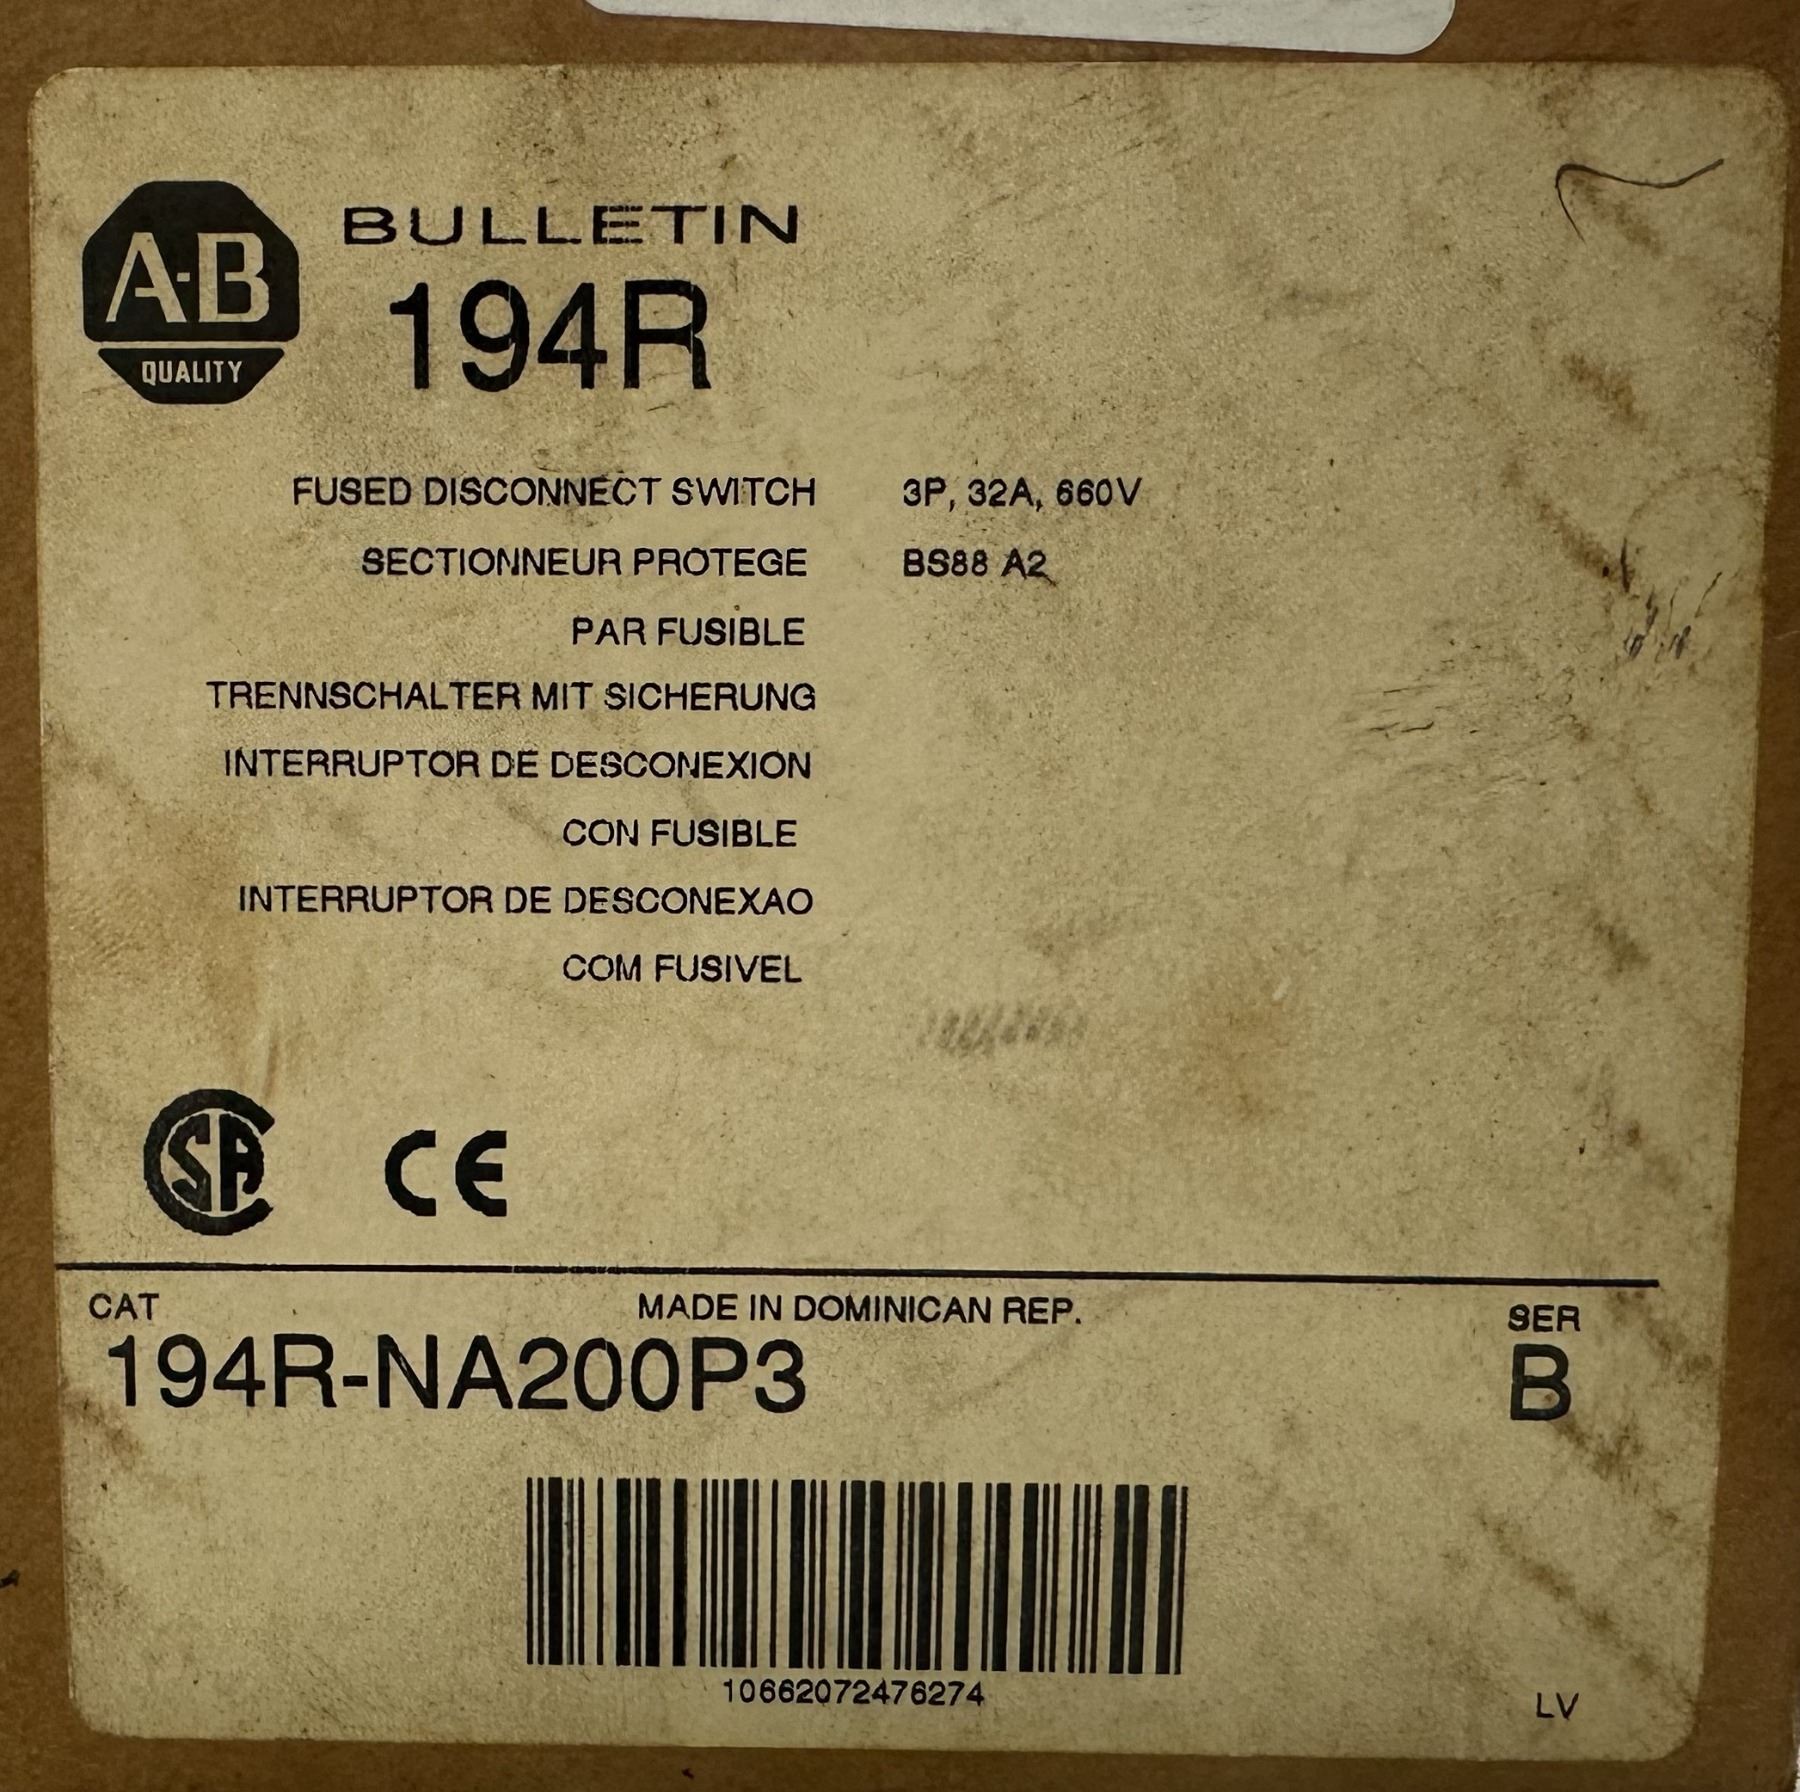 A-B
QUALITY
BULLETIN
194R
FUSED DISCONNECT SWITCH 3P, 32A, 660V
SECTIONNEUR PROTEGE BS88 A2
PAR FUSIBLE
TRENNSCHALTER MIT SICHERUNG
INTERRUPTOR DE DESCONEXION
CON FUSIBLE
INTERRUPTOR DE DESCONEXAO
COM FUSIVEL
CSA CE
CAT MADE IN DOMINICAN REP. SER
194R-NA200P3 B
10662072476274
LV